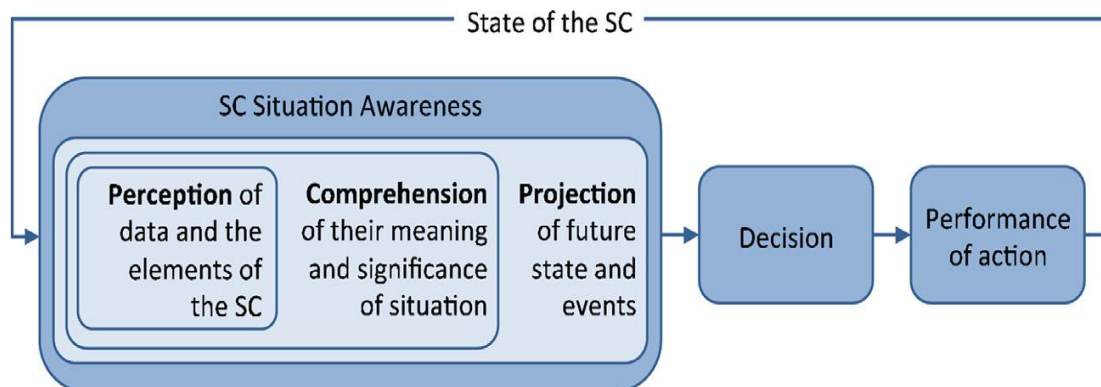 State of the SC
SC Situation Awareness
Perception of
data and the
elements of
the SC
Comprehension
of their meaning
and significance
of situation
Projection
of future
state and
events
Decision
Performance
of action